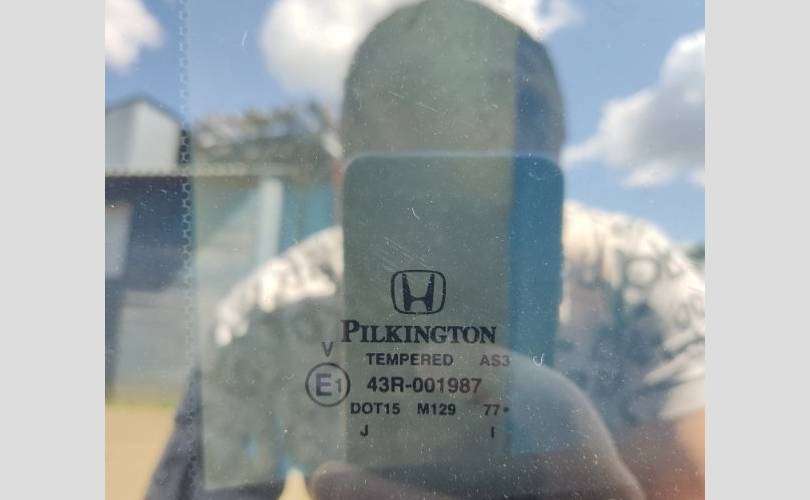 PILKINGTON
V
TEMPERED AS3
E1 43R-001987
DOT15 M129 77•
J I